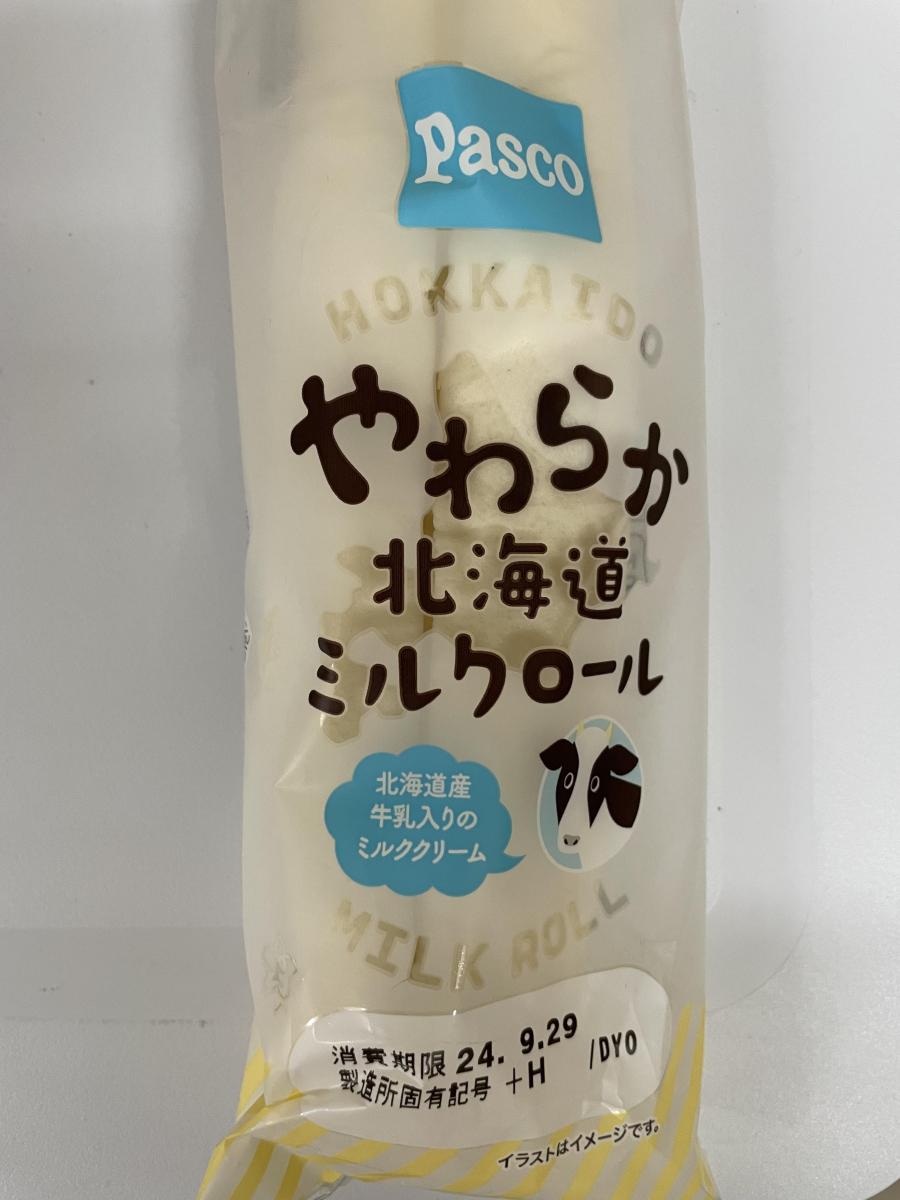 Pasco
HOKKAIDO
やわらか
北海道
ミルクロール
北海道産
牛乳入りの
ミルククリーム
MILK ROLL
消費期限 24. 9.29 /DYO
製造所固有記号 +H
イラストはイメージです。